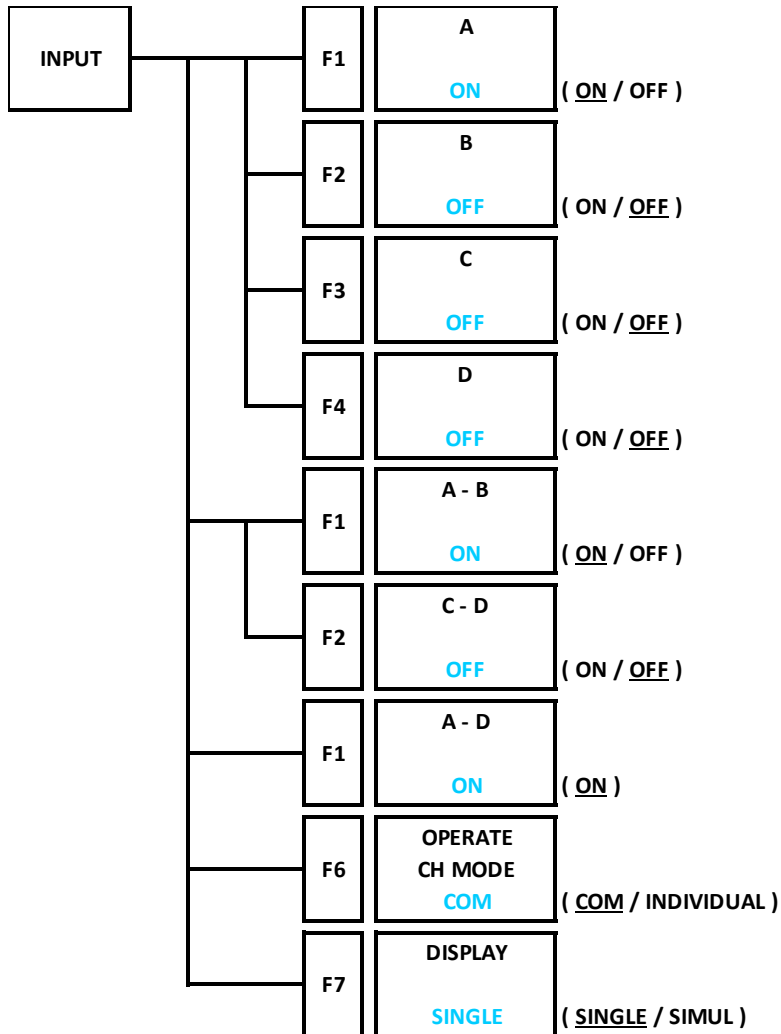 INPUT
F1
A
ON
( ON / OFF )
F2
B
OFF
( ON / OFF )
F3
C
OFF
( ON / OFF )
F4
D
OFF
( ON / OFF )
F1
A - B
ON
( ON / OFF )
F2
C - D
OFF
( ON / OFF )
F1
A - D
ON
( ON )
F6
OPERATE
CH MODE
COM
( COM / INDIVIDUAL )
F7
DISPLAY
SINGLE
( SINGLE / SIMUL )